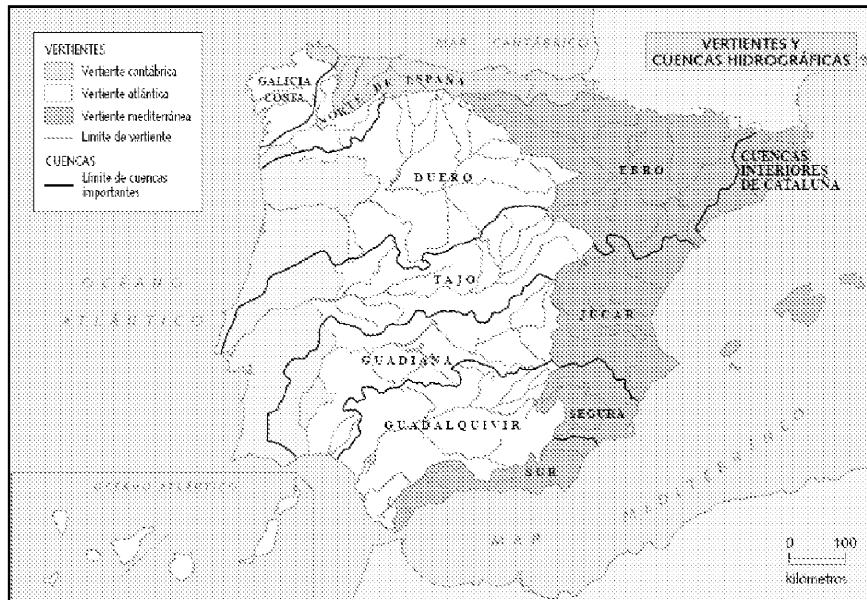 VERTIENTES
Vertiente cantábrica
Vertiente atlántica
Vertiente mediterránea
Límite de vertiente
CUENCAS
Límite de cuencas
importantes
VERTIENTES Y
CUENCAS HIDROGRÁFICAS
MAR CANTÁBRICO
GALICIA
COSTA
NORTE DE ESPAÑA
DUERO
EBRO
CUENCAS
INTERIORES
DE CATALUÑA
TAJO
OCÉANO
ATLÁNTICO
JÚCAR
GUADIANA
SEGURA
GUADALQUIVIR
SUR
OCÉANO ATLÁNTICO
MAR
MEDITERRÁNEO
0 100
kilómetros